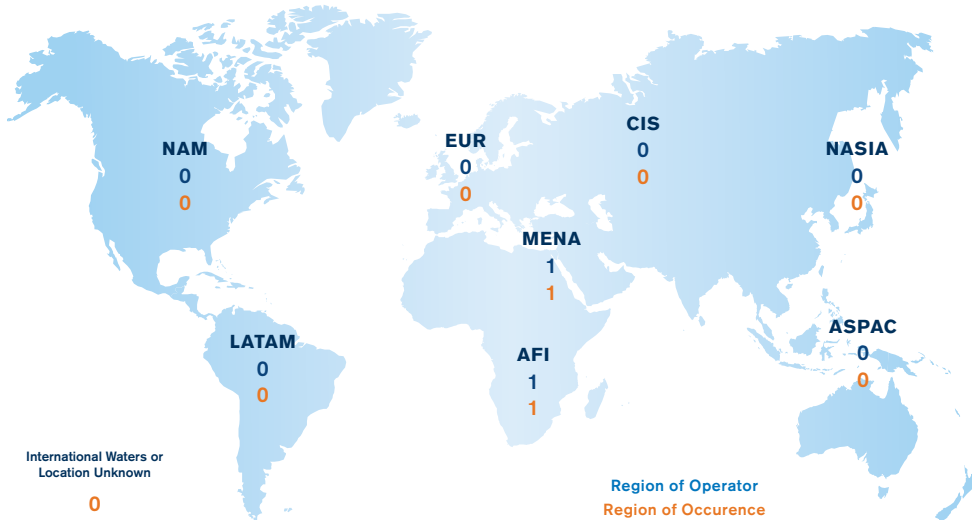 NAM
0
0
EUR
0
0
CIS
0
0
NASIA
0
0
MENA
1
1
LATAM
0
0
AFI
1
1
ASPAC
0
0
International Waters or
Location Unknown
0
Region of Operator
Region of Occurence